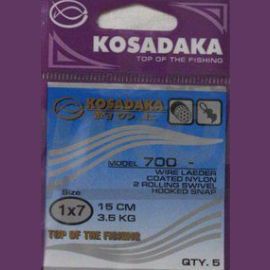 KOSADAKA
TOP OF THE FISHING
KOSADAKA
MODEL 700 -
WIRE LAEDER
COATED NYLON
2 ROLLING SWIVEL
HOOKED SNAP
Size:
1x7
15 CM
3.5 KG
TOP OF THE FISHING
QTY. 5